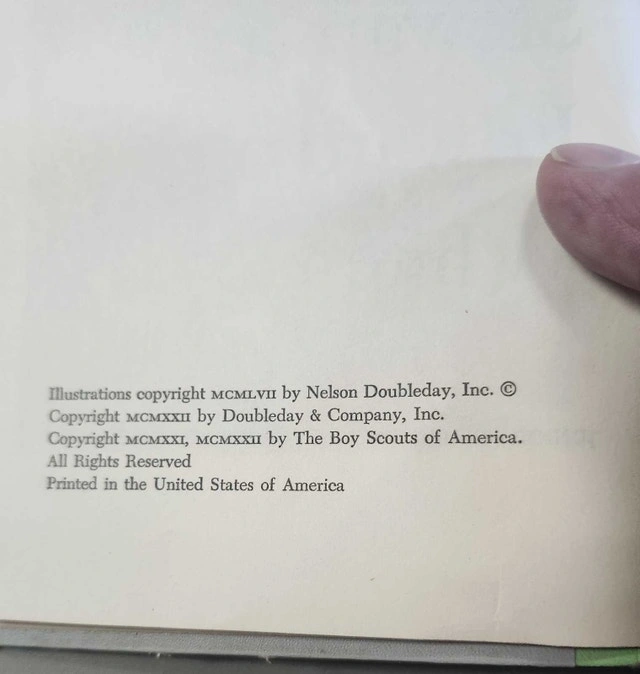 Illustrations copyright MCMLVII by Nelson Doubleday, Inc. ©
Copyright MCMXXII by Doubleday & Company, Inc.
Copyright MCMXXI, MCMXXII by The Boy Scouts of America.
All Rights Reserved
Printed in the United States of America